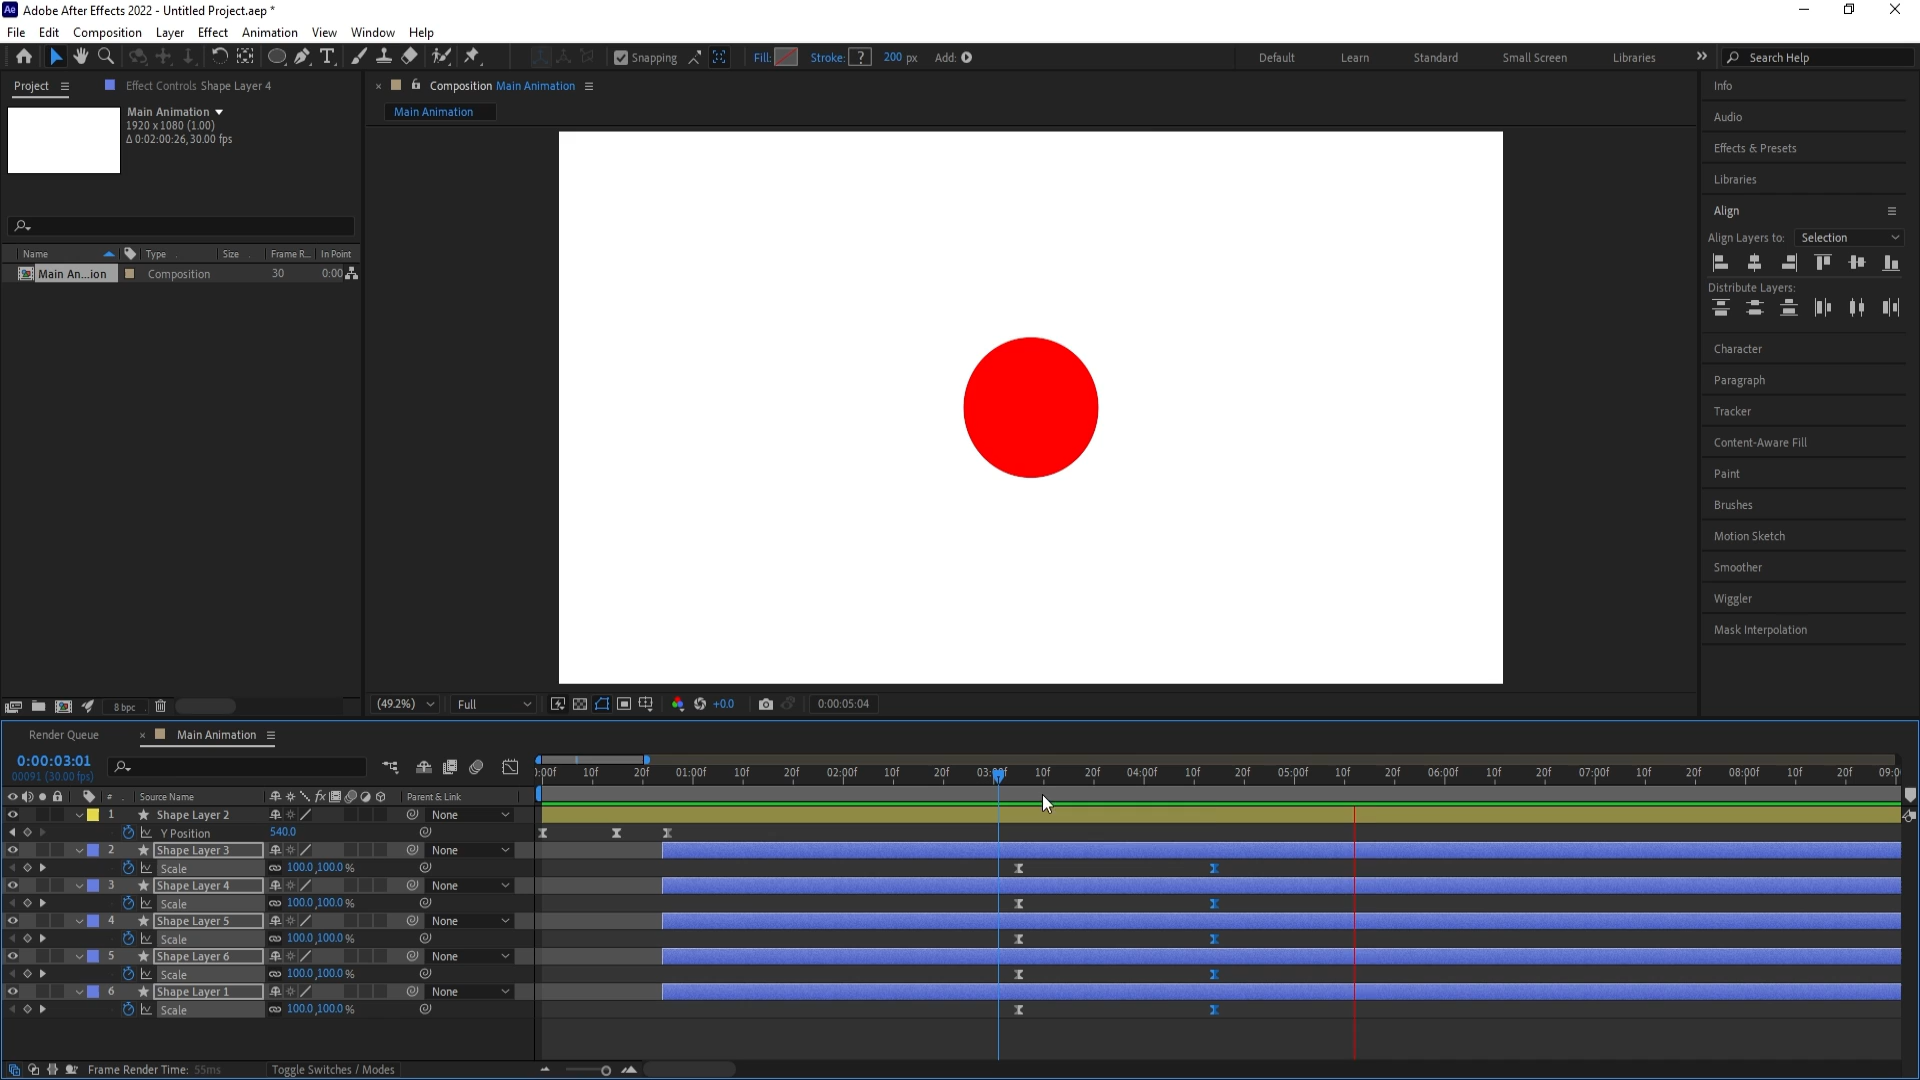 Ae Adobe After Effects 2022 - Untitled Project.aep *
File Edit Composition Layer Effect Animation View Window Help
Snapping Fill: Stroke: ? 200 px Add: Default Learn Standard Small Screen Libraries Search Help
Project Effect Controls Shape Layer 4
Composition Main Animation
Main Animation
Main Animation
1920 x 1080 (1.00)
Δ 0:02:00:26, 30.00 fps
Name Type Size Frame R... In Point
Main An...ion Composition 30 0:00
Info
Audio
Effects & Presets
Libraries
Align
Align Layers to: Selection
Distribute Layers:
Character
Paragraph
Tracker
Content-Aware Fill
Paint
Brushes
Motion Sketch
Smoother
Wiggler
Mask Interpolation
8 bpc
(49.2%) Full +0.0 0:00:05:04
Render Queue Main Animation
0:00:03:01
00091 (30.00 fps)
):00f 10f 20f 01:00f 10f 20f 02:00f 10f 20f 03:00f 10f 20f 04:00f 10f 20f 05:00f 10f 20f 06:00f 10f 20f 07:00f 10f 20f 08:00f 10f 20f 09:0
# Source Name fx Parent & Link
1 Shape Layer 2 None
Y Position 540.0
2 Shape Layer 3 None
Scale 100.0,100.0 %
3 Shape Layer 4 None
Scale 100.0,100.0 %
4 Shape Layer 5 None
Scale 100.0,100.0 %
5 Shape Layer 6 None
Scale 100.0,100.0 %
6 Shape Layer 1 None
Scale 100.0,100.0 %
Frame Render Time: 55ms Toggle Switches / Modes